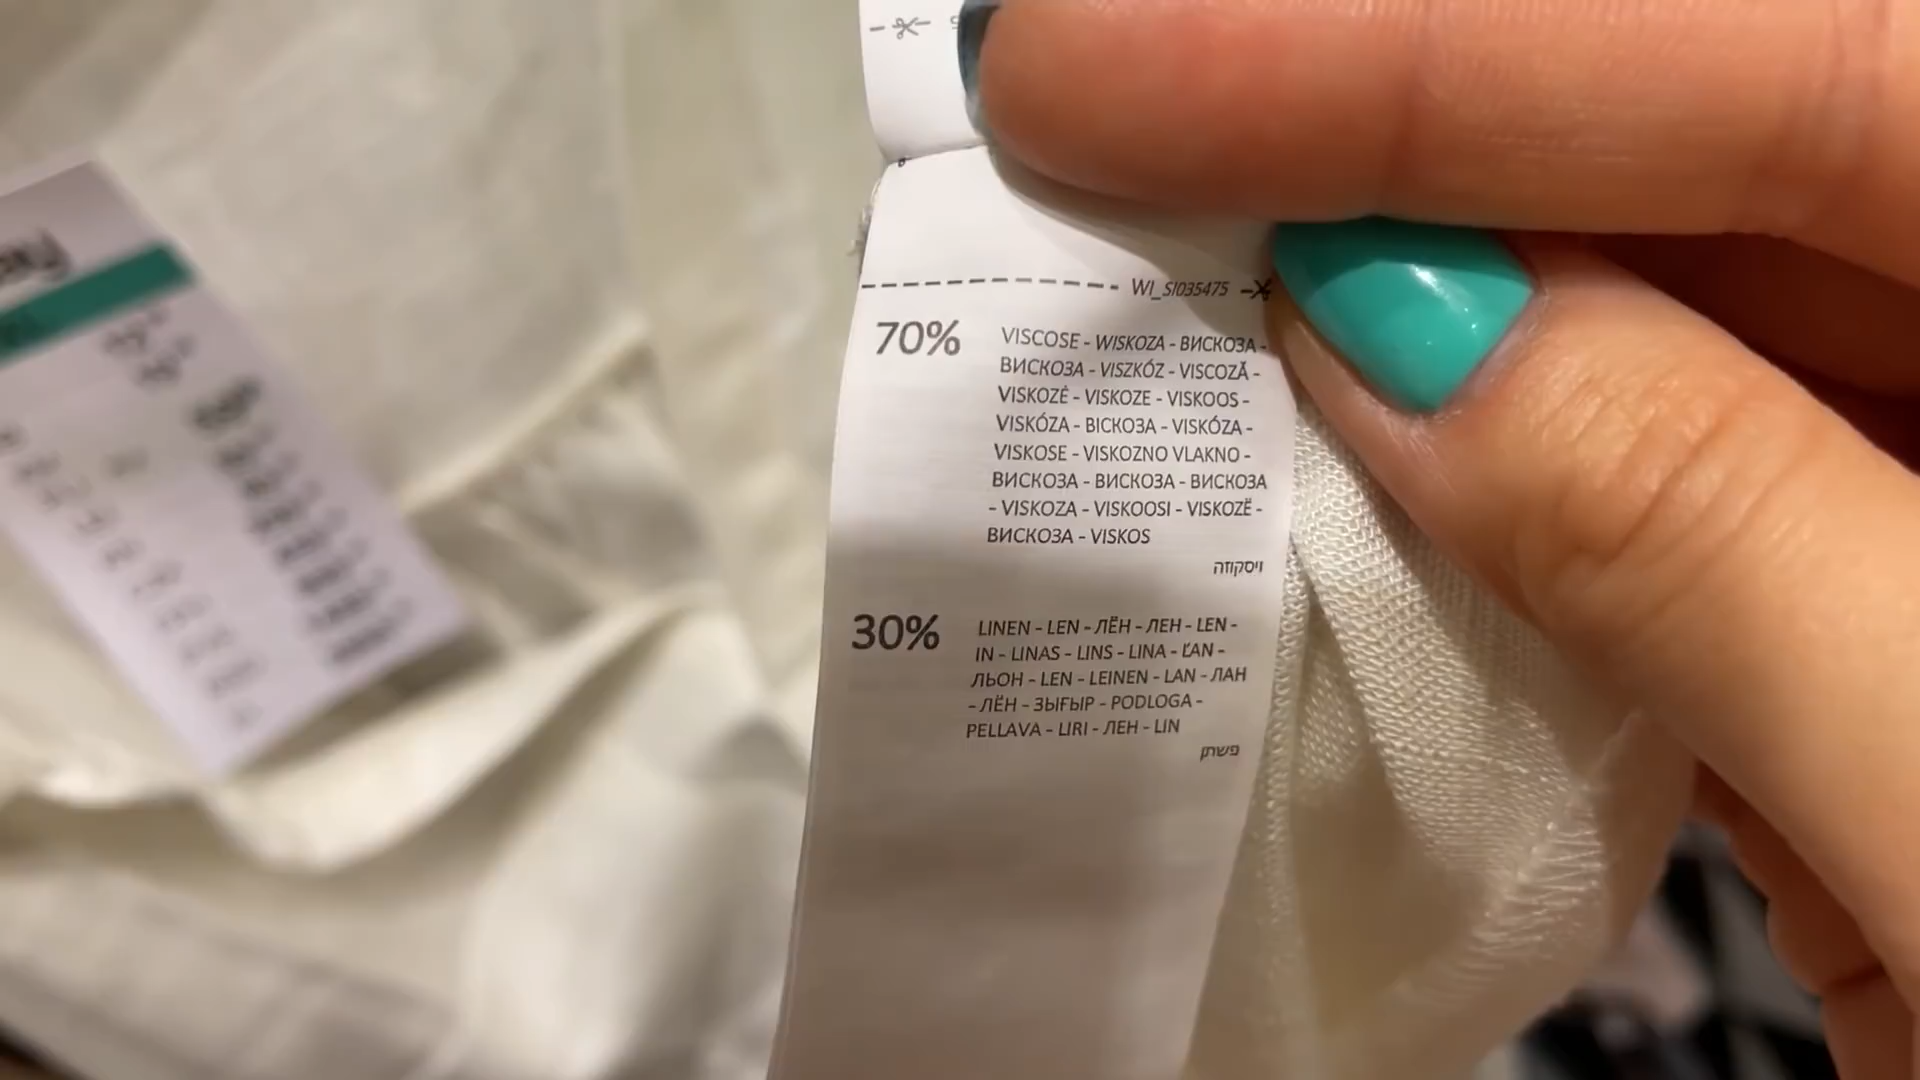 WI_SI035475
70% VISCOSE - WISKOZA - ВИСКОЗА -
ВИСКОЗА - VISZKÓZ - VISCOZĂ -
VISKOZĖ - VISKOZE - VISKOOS -
VISKÓZA - ВІСКОЗА - VISKÓZA -
VISKOSE - VISKOZNO VLAKNO -
ВИСКОЗА - ВИСКОЗА - ВИСКОЗА
- VISKOZA - VISKOOSI - VISKOZË -
ВИСКОЗА - VISKOS
ויסקוזה
30% LINEN - LEN - ЛЁН - ЛЕН - LEN -
IN - LINAS - LINS - LINA - ĽAN -
ЛЬОН - LEN - LEINEN - LAN - ЛАН
- ЛЁН - ЗЫҒЫР - PODLOGA -
PELLAVA - LIRI - ЛЕН - LIN
פשתן